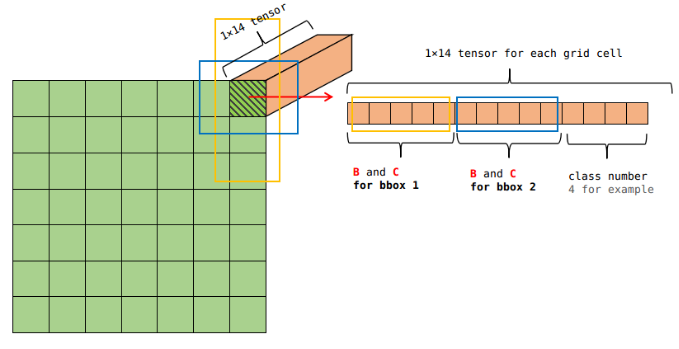 1×14 tensor
1×14 tensor for each grid cell
B and C
for bbox 1
B and C
for bbox 2
class number
4 for example